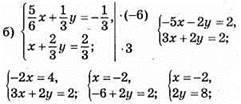 б) { 5/6 x + 1/3 y = -1/3, | ·(-6) { -5x - 2y = 2,
{ x + 2/3 y = 2/3; | ·3 { 3x + 2y = 2;
{ -2x = 4, { x = -2, { x = -2,
{ 3x + 2y = 2; { -6 + 2y = 2; { 2y = 8;